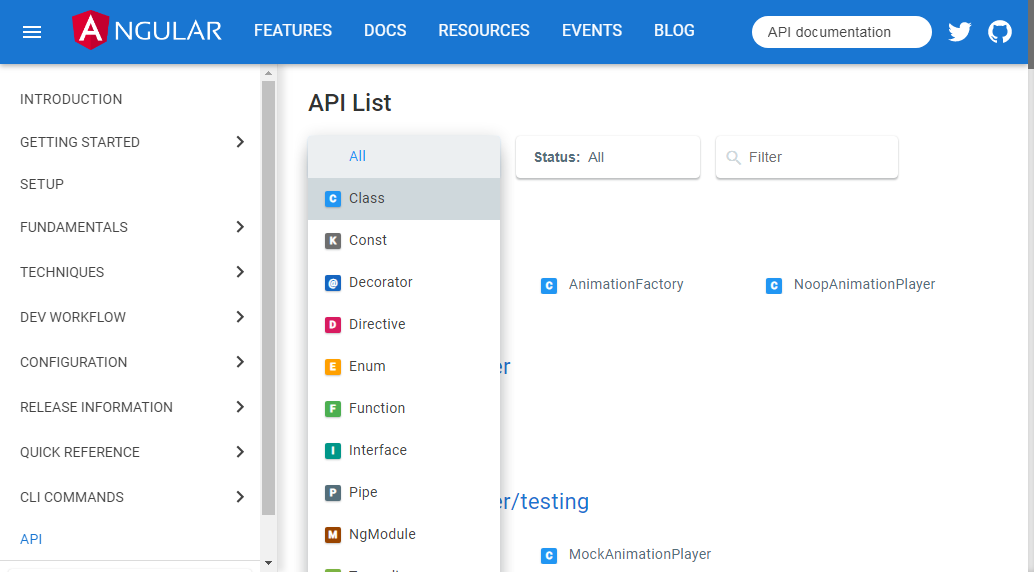 ANGULAR FEATURES DOCS RESOURCES EVENTS BLOG API documentation
INTRODUCTION
GETTING STARTED
SETUP
FUNDAMENTALS
TECHNIQUES
DEV WORKFLOW
CONFIGURATION
RELEASE INFORMATION
QUICK REFERENCE
CLI COMMANDS
API
API List
All
Status: All
Filter
C Class
K Const
@ Decorator
D Directive
E Enum
F Function
I Interface
P Pipe
M NgModule
C AnimationFactory
C NoopAnimationPlayer
er
er/testing
C MockAnimationPlayer